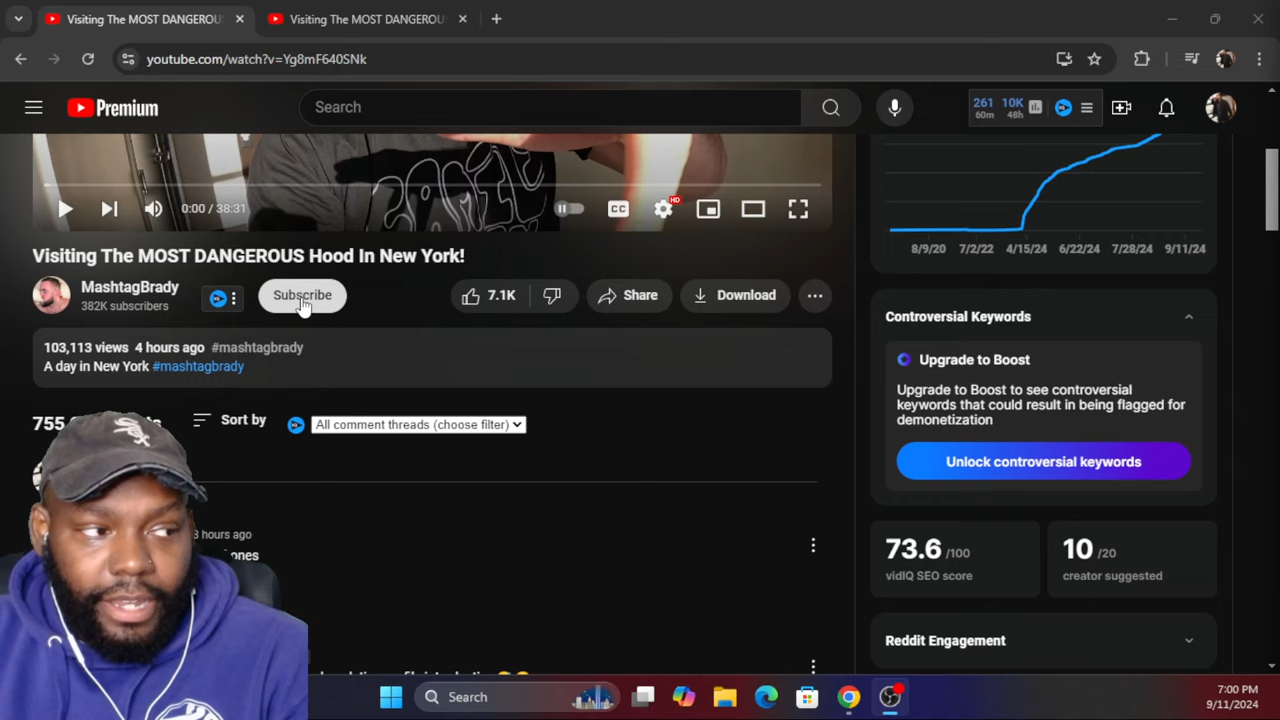 Visiting The MOST DANGEROU
Visiting The MOST DANGEROU
youtube.com/watch?v=Yg8mF640SNk
Premium
Search
261
60m
10K
48h
0:00 / 38:31
CC
HD
8/9/20 7/2/22 4/15/24 6/22/24 7/28/24 9/11/24
Visiting The MOST DANGEROUS Hood In New York!
MashtagBrady
382K subscribers
Subscribe
7.1K
Share
Download
103,113 views 4 hours ago #mashtagbrady
A day in New York #mashtagbrady
755
Sort by
All comment threads (choose filter)
3 hours ago
Controversial Keywords
Upgrade to Boost
Upgrade to Boost to see controversial
keywords that could result in being flagged for
demonetization
Unlock controversial keywords
73.6 /100
vidIQ SEO score
10 /20
creator suggested
Reddit Engagement
Search
7:00 PM
9/11/2024